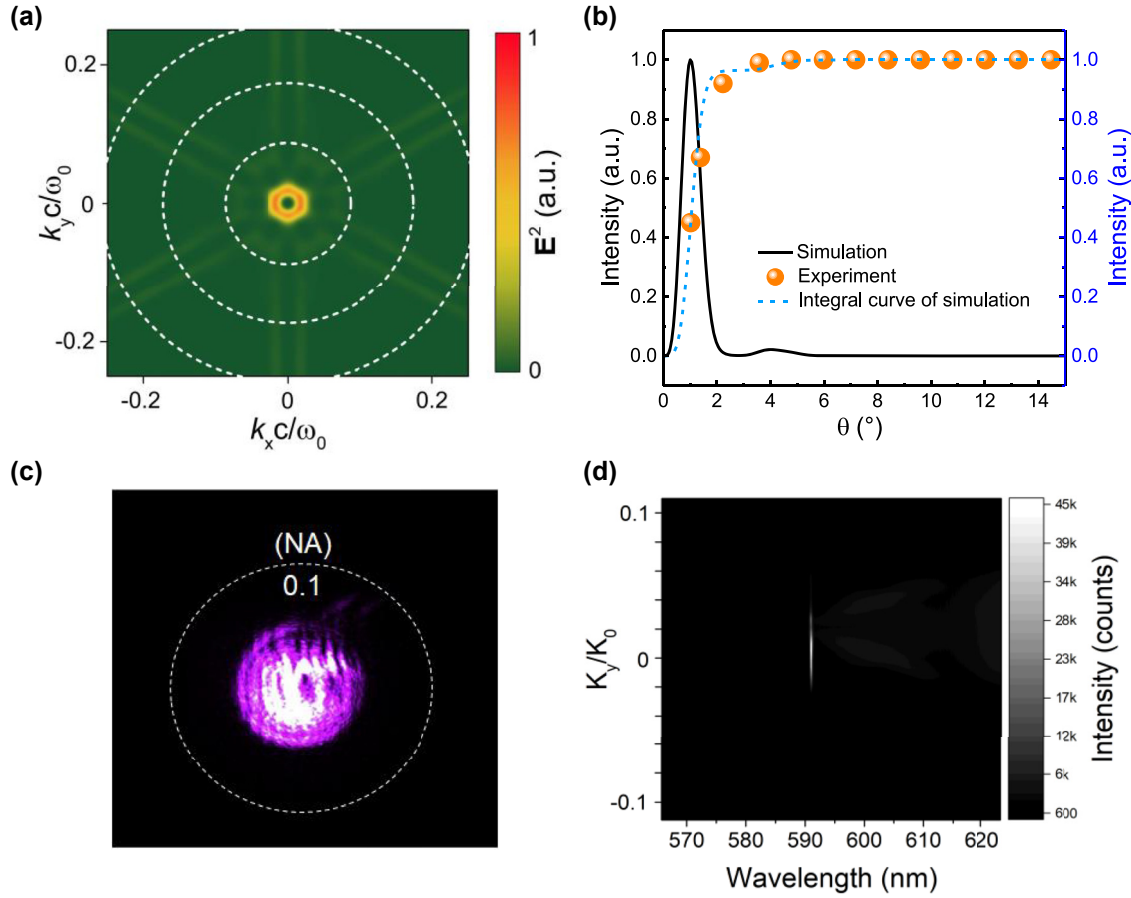 (a)
0.2
0
-0.2
k_y c/ω_0
-0.2
0
0.2
k_x c/ω_0
1
0
E² (a.u.)
(b)
1.0
0.8
0.6
0.4
0.2
0.0
Intensity (a.u.)
Simulation
Experiment
Integral curve of simulation
1.0
0.8
0.6
0.4
0.2
0.0
Intensity (a.u.)
0 2 4 6 8 10 12 14
θ (°)
(c)
(NA)
0.1
(d)
0.1
0
-0.1
K_y/K_0
570 580 590 600 610 620
Wavelength (nm)
45k
39k
34k
28k
23k
17k
12k
6k
600
Intensity (counts)